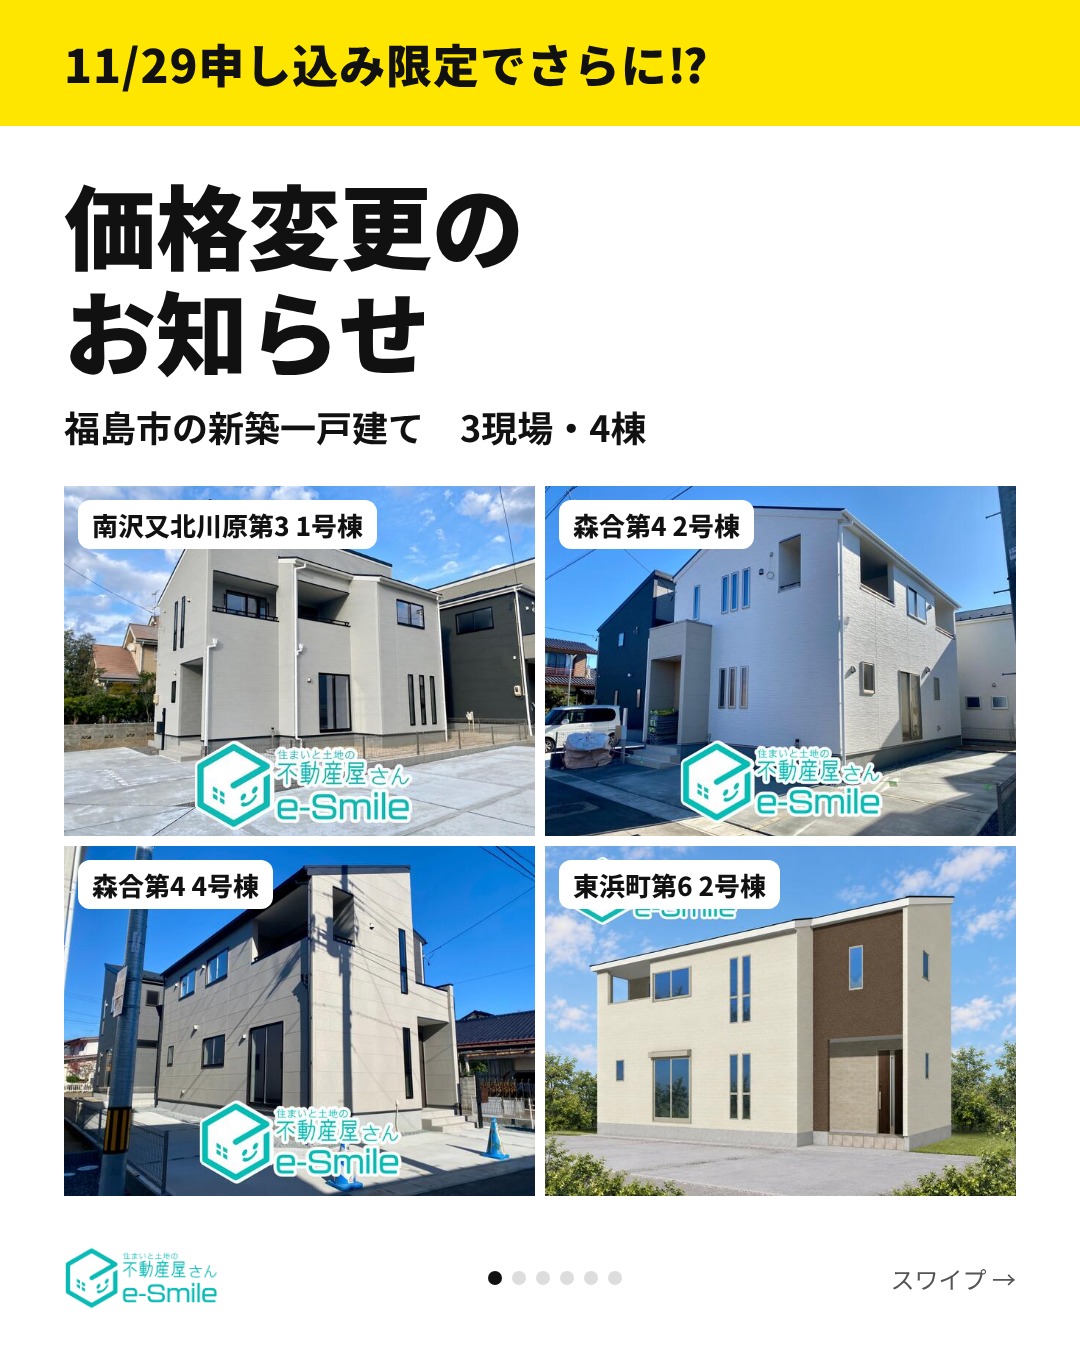 11/29申し込み限定でさらに!?
価格変更の
お知らせ
福島市の新築一戸建て　3現場・4棟
南沢又北川原第3 1号棟
森合第4 2号棟
住まいと土地の
不動産屋さん
e-Smile
住まいと土地の
不動産屋さん
e-Smile
森合第4 4号棟
東浜町第6 2号棟
e-Smile
住まいと土地の
不動産屋さん
e-Smile
住まいと土地の
不動産屋さん
e-Smile
スワイプ →